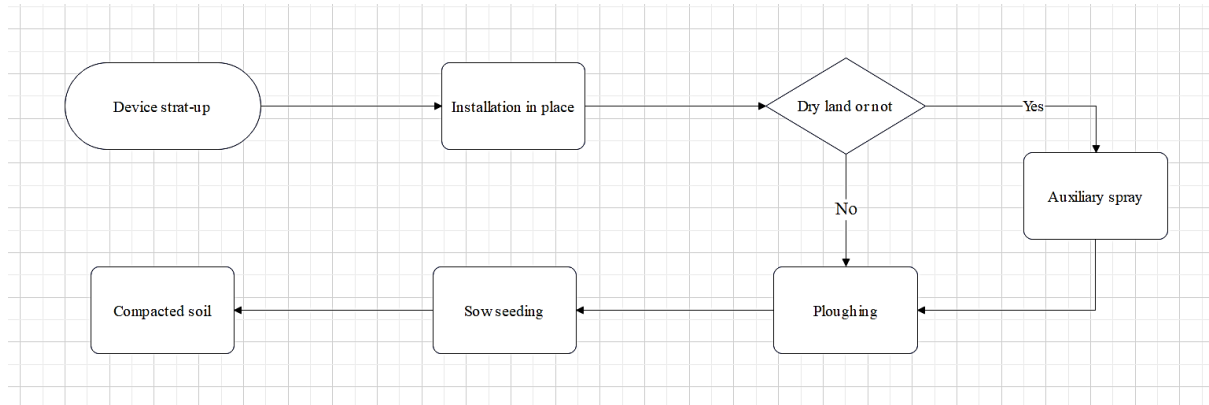 Device strat-up
Installation in place
Dry land or not
Yes
Auxiliary spray
No
Compacted soil
Sow seeding
Ploughing